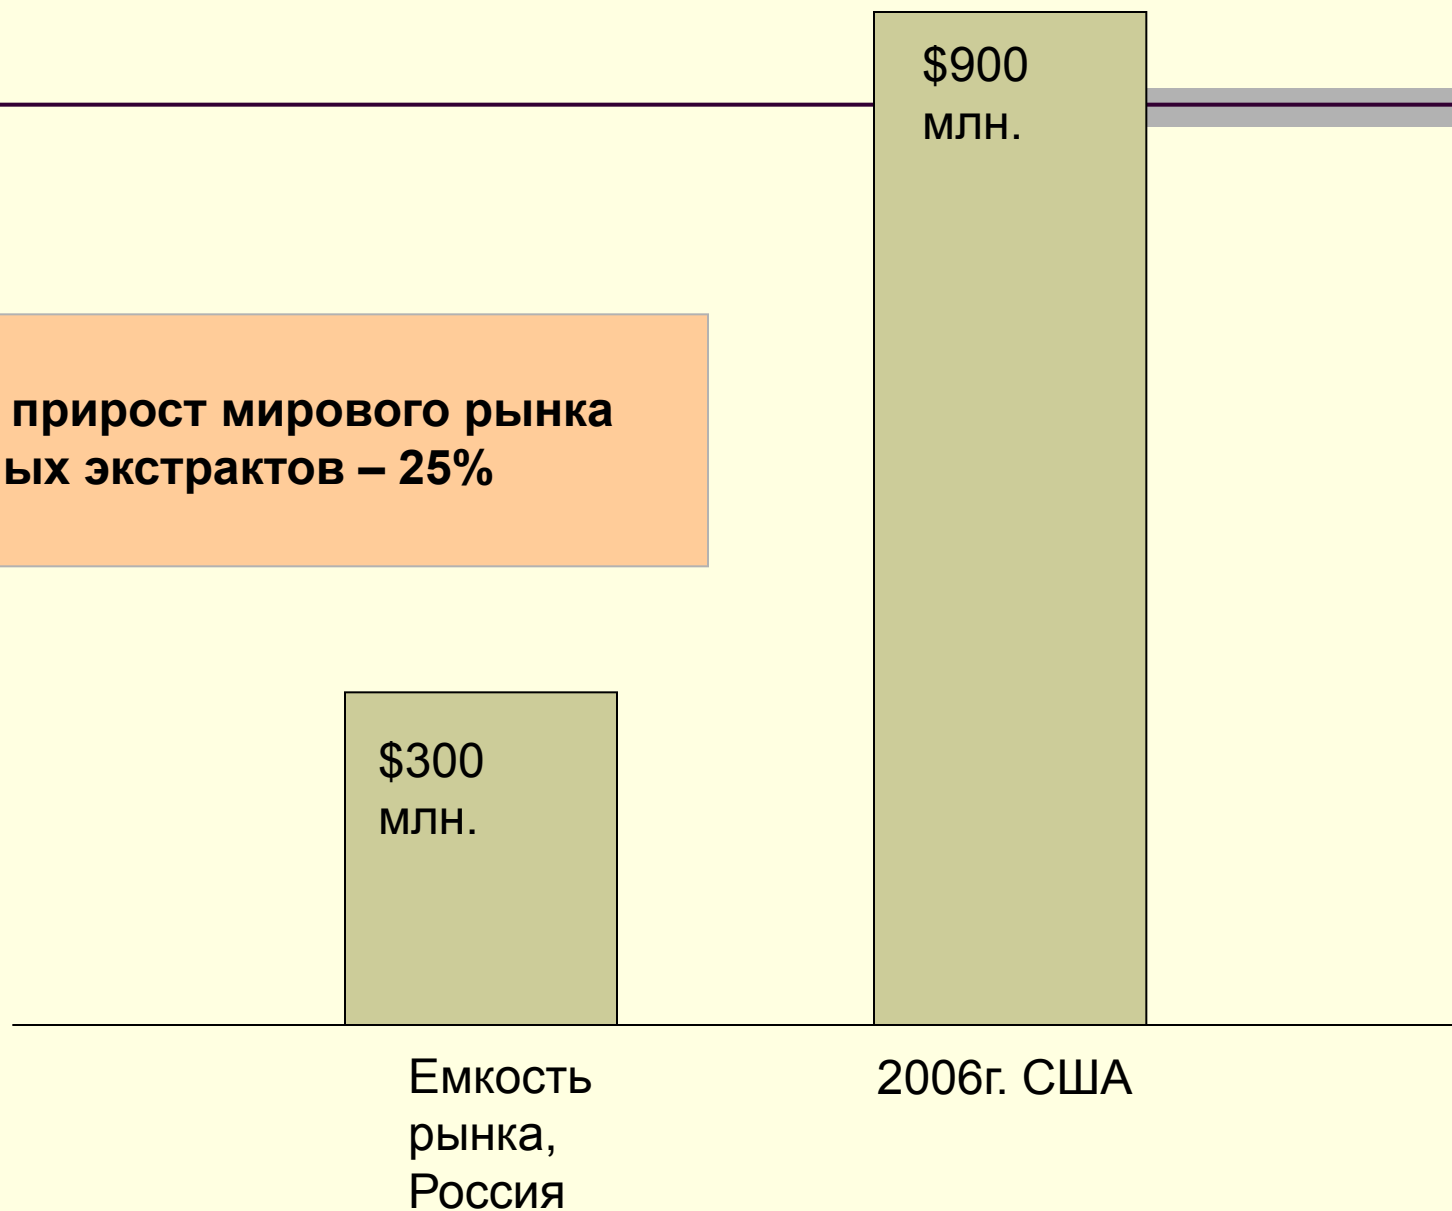 $900
млн.
прирост мирового рынка
ых экстрактов – 25%
$300
млн.
Емкость
рынка,
Россия
2006г. США